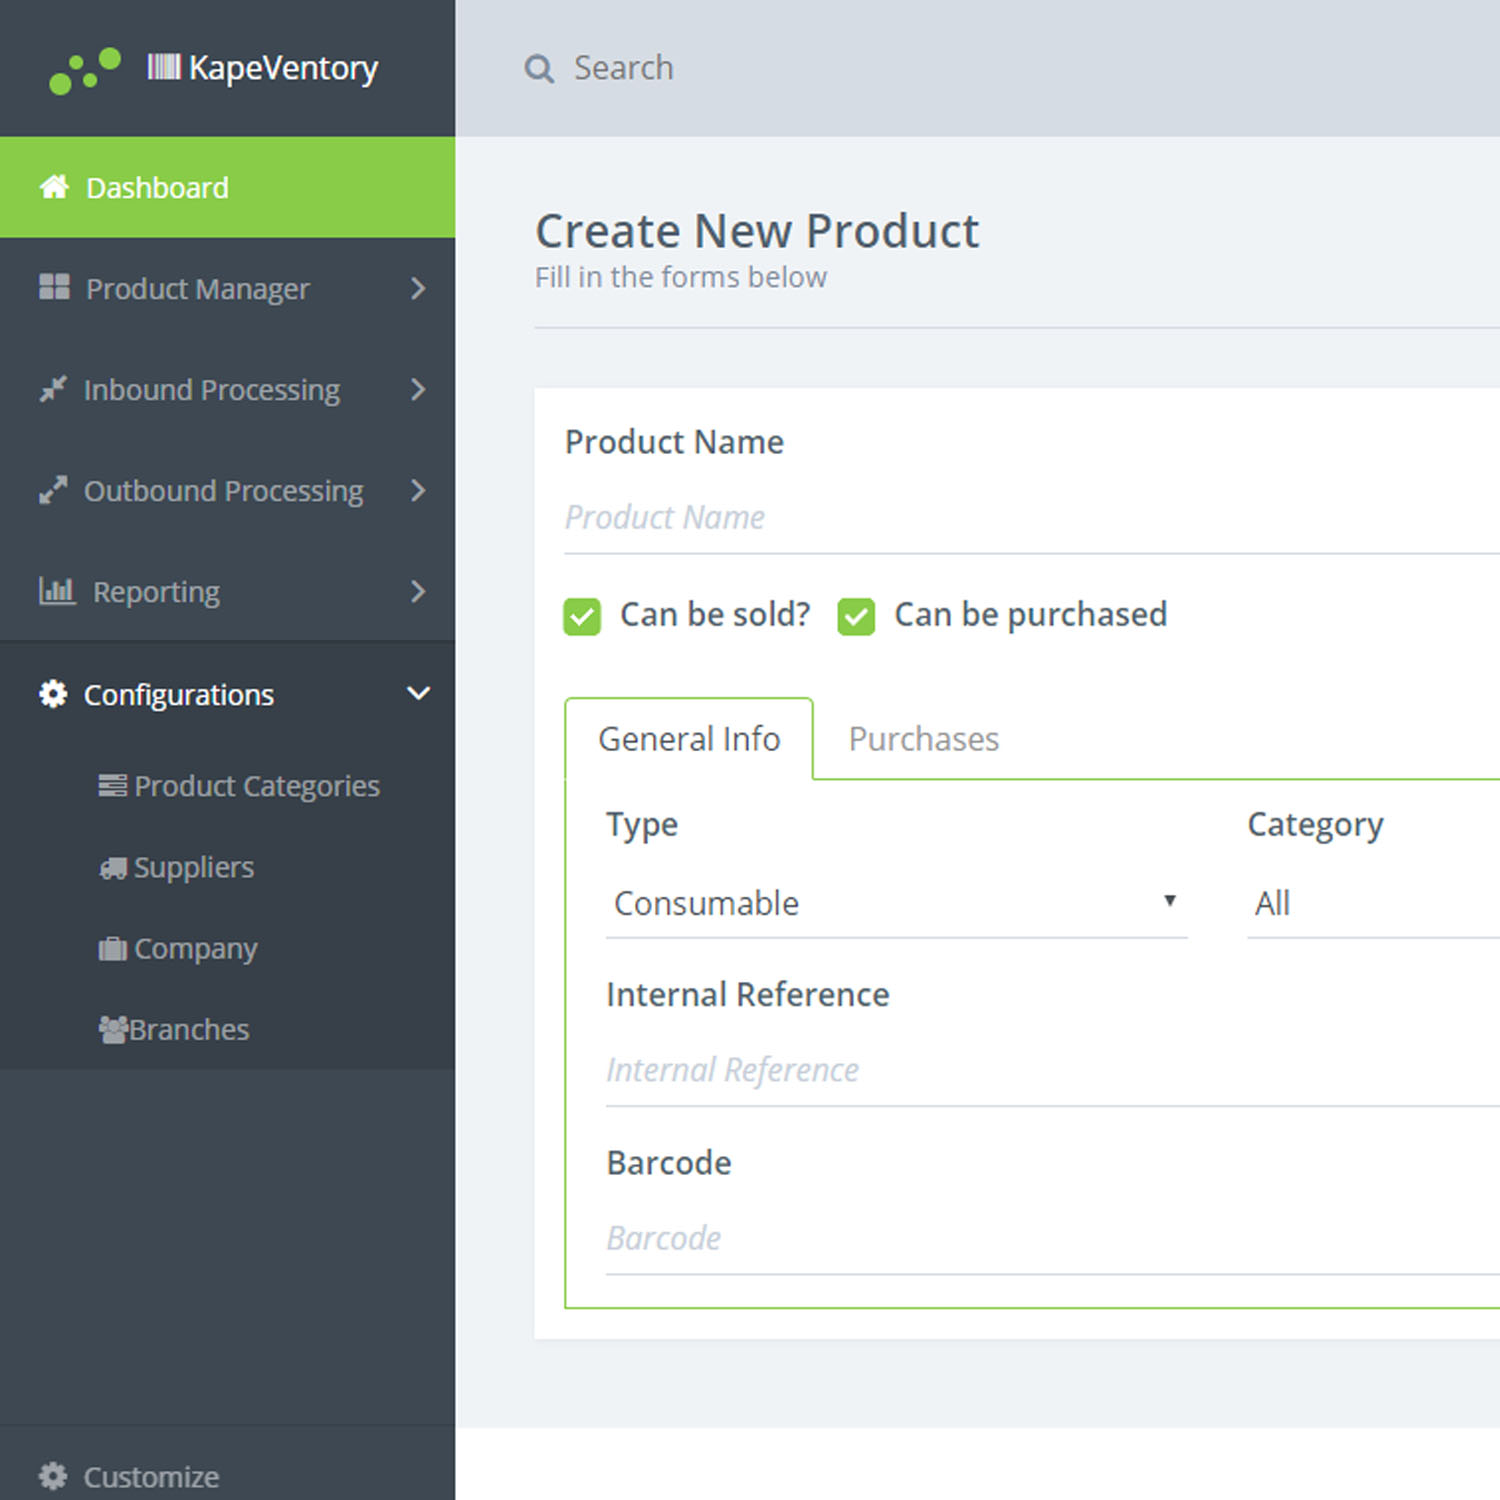 KapeVentory
Search
Dashboard
Product Manager
Inbound Processing
Outbound Processing
Reporting
Configurations
Product Categories
Suppliers
Company
Branches
Customize
Create New Product
Fill in the forms below
Product Name
Product Name
Can be sold? Can be purchased
General Info Purchases
Type Category
Consumable All
Internal Reference
Internal Reference
Barcode
Barcode